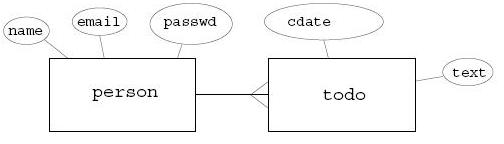 name
email
passwd
cdate
text
person
todo